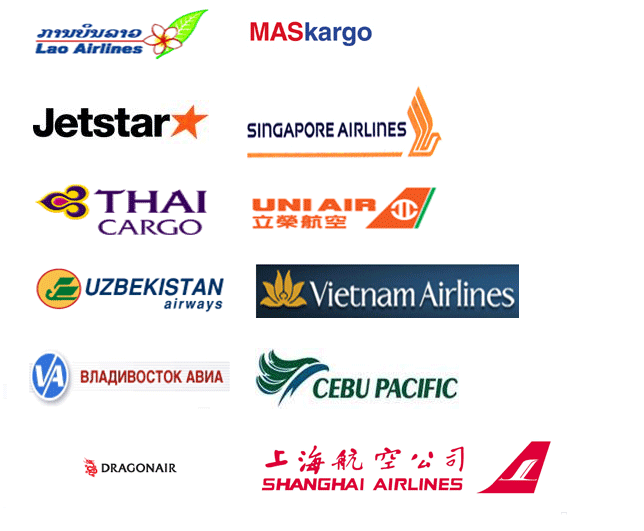 ການບິນລາວ
Lao Airlines
MASkargo
Jetstar
SINGAPORE AIRLINES
THAI
CARGO
UNI AIR
立榮航空
UZBEKISTAN
airways
Vietnam Airlines
VA
ВЛАДИВОСТОК АВИА
CEBU PACIFIC
DRAGONAIR
上海航空公司
SHANGHAI AIRLINES